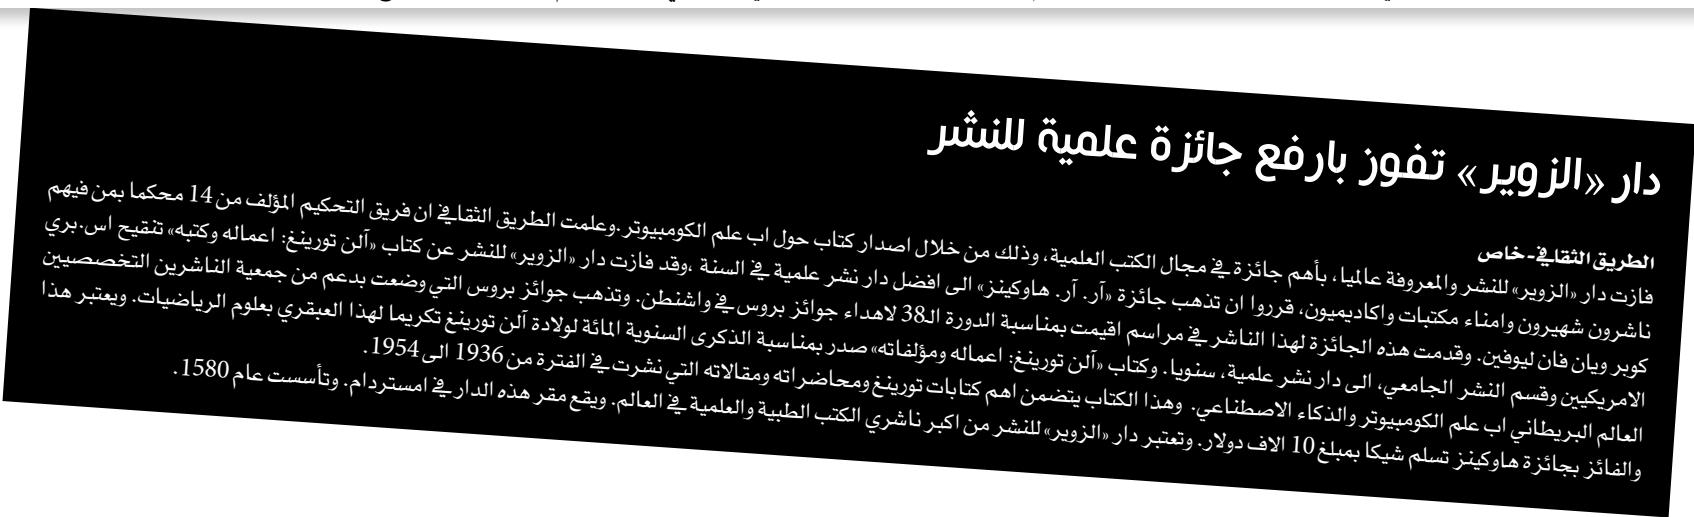 دار «الزوير» تفوز بارفع جائزة علمية للنشر
الطريق الثقافي - خاص
فازت دار «الزوير» للنشر والمعروفة عالميا، بأهم جائزة في مجال الكتب العلمية، وذلك من خلال اصدار كتاب حول اب علم الكومبيوتر.وعلمت الطريق الثقافي ان فريق التحكيم المؤلف من 14 محكما بمن فيهم
ناشرون شهيرون وامناء مكتبات واكاديميون، قرروا ان تذهب جائزة «آر. آر. هاوكينز» الى افضل دار نشر علمية في السنة ،وقد فازت دار «الزوير» للنشر عن كتاب «آلن تورينغ: اعماله وكتبه» تنقيح اس.بري
كوبر ويان فان ليوفين. وقدمت هذه الجائزة لهذا الناشر في مراسم اقيمت بمناسبة الدورة الـ38 لاهداء جوائز بروس في واشنطن. وتذهب جوائز بروس التي وضعت بدعم من جمعية الناشرين التخصصيين
الامريكيين وقسم النشر الجامعي، الى دار نشر علمية، سنويا. وكتاب «آلن تورينغ: اعماله ومؤلفاته» صدر بمناسبة الذكرى السنوية المائة لولادة آلن تورينغ تكريما لهذا العبقري بعلوم الرياضيات. ويعتبر هذا
العالم البريطاني اب علم الكومبيوتر والذكاء الاصطناعي. وهذا الكتاب يتضمن اهم كتابات تورينغ ومحاضراته ومقالاته التي نشرت في الفترة من 1936 الى 1954.
والفائز بجائزة هاوكينز تسلم شيكا بمبلغ 10 الاف دولار. وتعتبر دار «الزوير» للنشر من اكبر ناشري الكتب الطبية والعلمية في العالم. ويقع مقر هذه الدار في امستردام. وتأسست عام 1580.